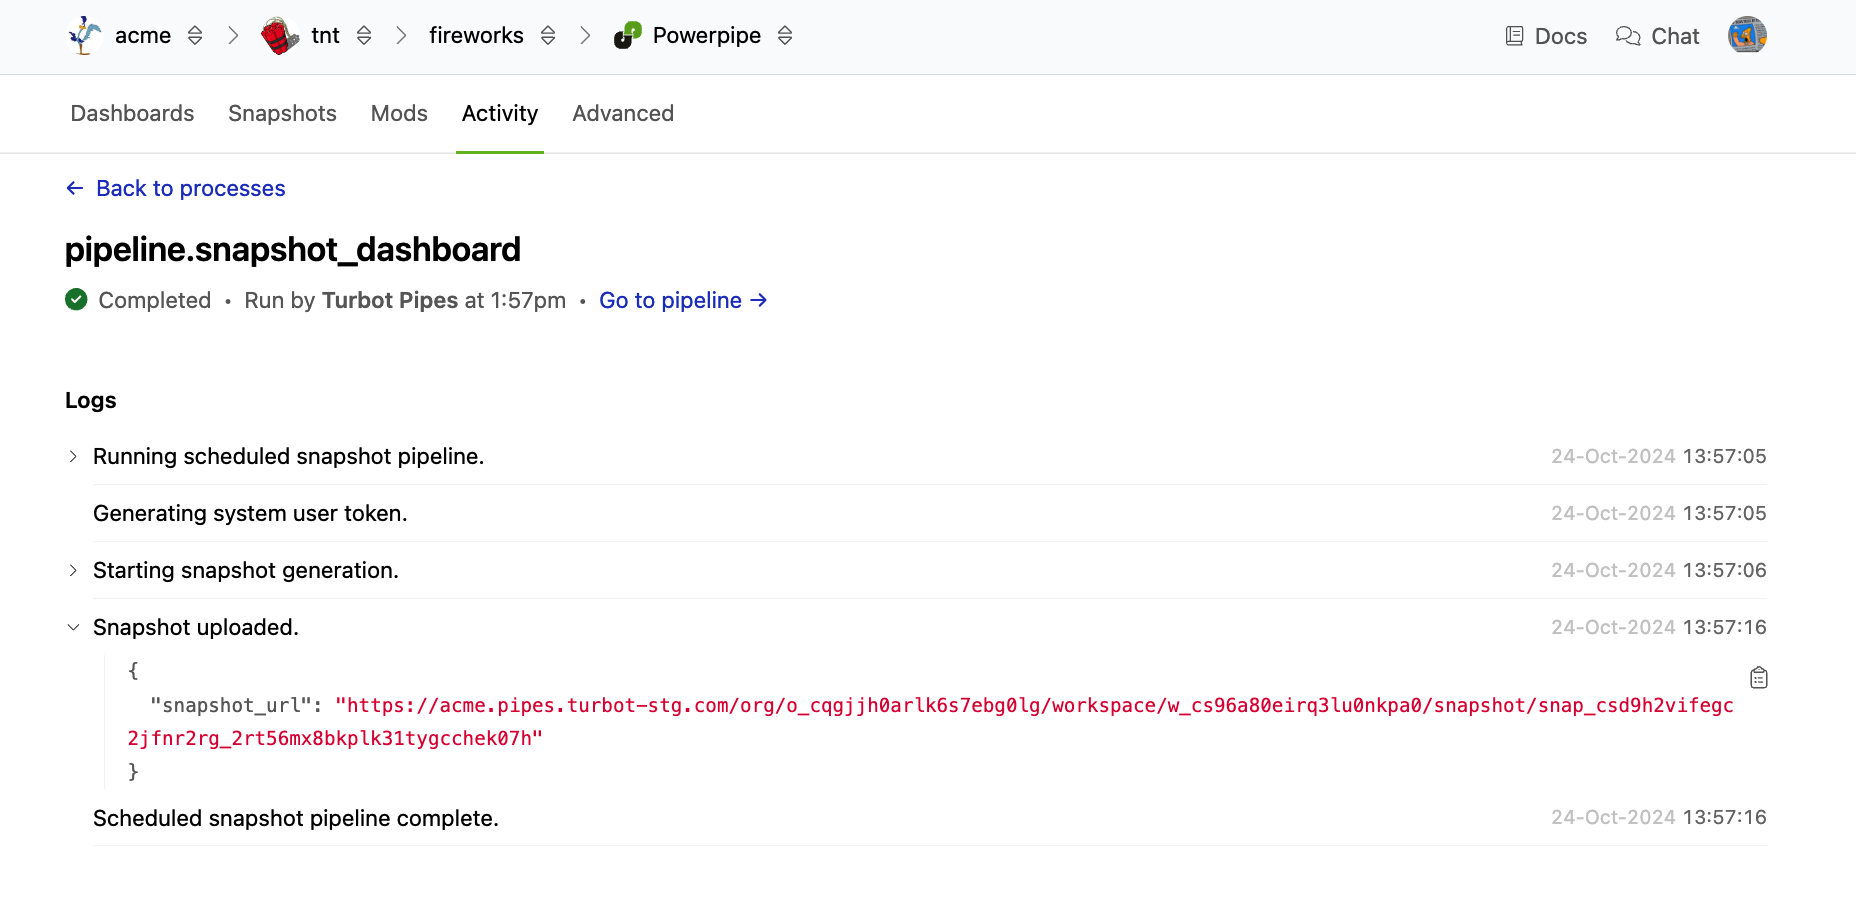 acme tnt fireworks Powerpipe Docs Chat
Dashboards Snapshots Mods Activity Advanced
← Back to processes
pipeline.snapshot_dashboard
Completed • Run by Turbot Pipes at 1:57pm • Go to pipeline →
Logs
Running scheduled snapshot pipeline. 24-Oct-2024 13:57:05
Generating system user token. 24-Oct-2024 13:57:05
Starting snapshot generation. 24-Oct-2024 13:57:06
Snapshot uploaded. 24-Oct-2024 13:57:16
{
"snapshot_url": "https://acme.pipes.turbot-stg.com/org/o_cqgjjh0arlk6s7ebg0lg/workspace/w_cs96a80eirq3lu0nkpa0/snapshot/snap_csd9h2vifegc
2jfnr2rg_2rt56mx8bkplk31tygcchek07h"
}
Scheduled snapshot pipeline complete. 24-Oct-2024 13:57:16